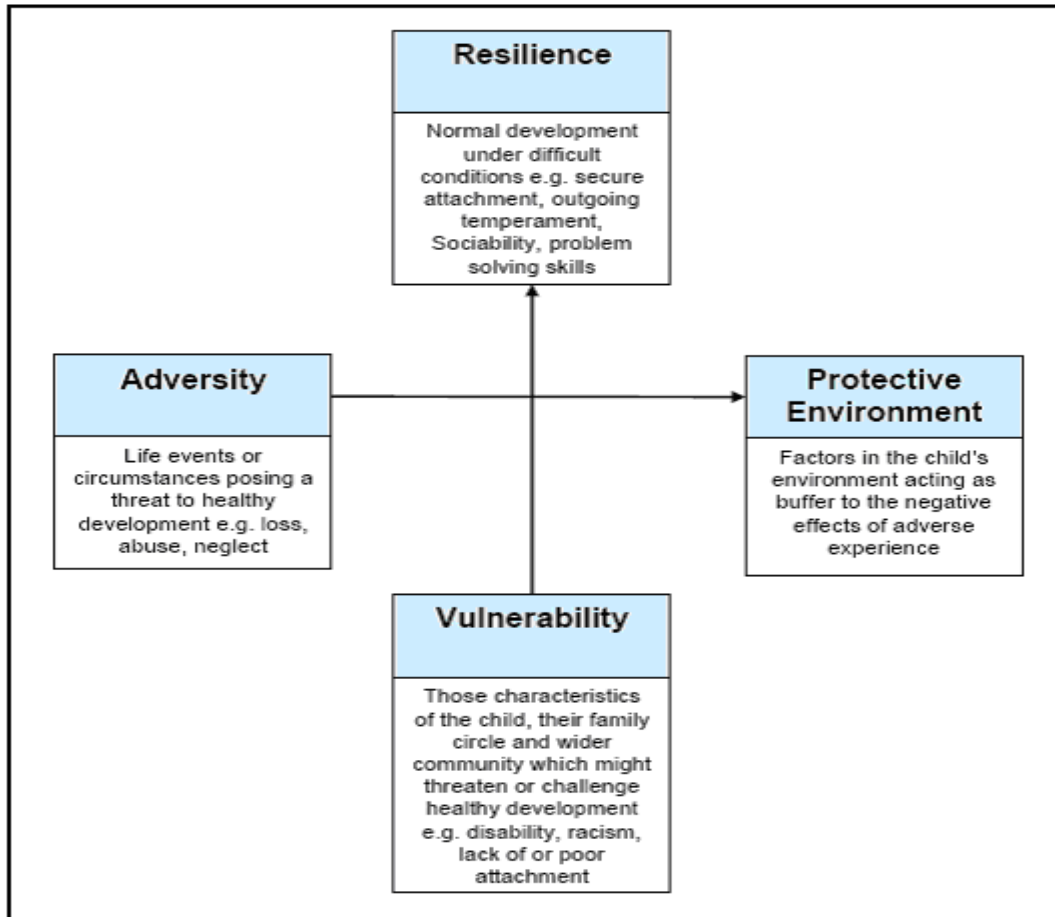 Resilience
Normal development
under difficult
conditions e.g. secure
attachment, outgoing
temperament,
Sociability, problem
solving skills
Adversity
Life events or
circumstances posing a
threat to healthy
development e.g. loss,
abuse, neglect
Protective
Environment
Factors in the child's
environment acting as
buffer to the negative
effects of adverse
experience
Vulnerability
Those characteristics
of the child, their family
circle and wider
community which might
threaten or challenge
healthy development
e.g. disability, racism,
lack of or poor
attachment